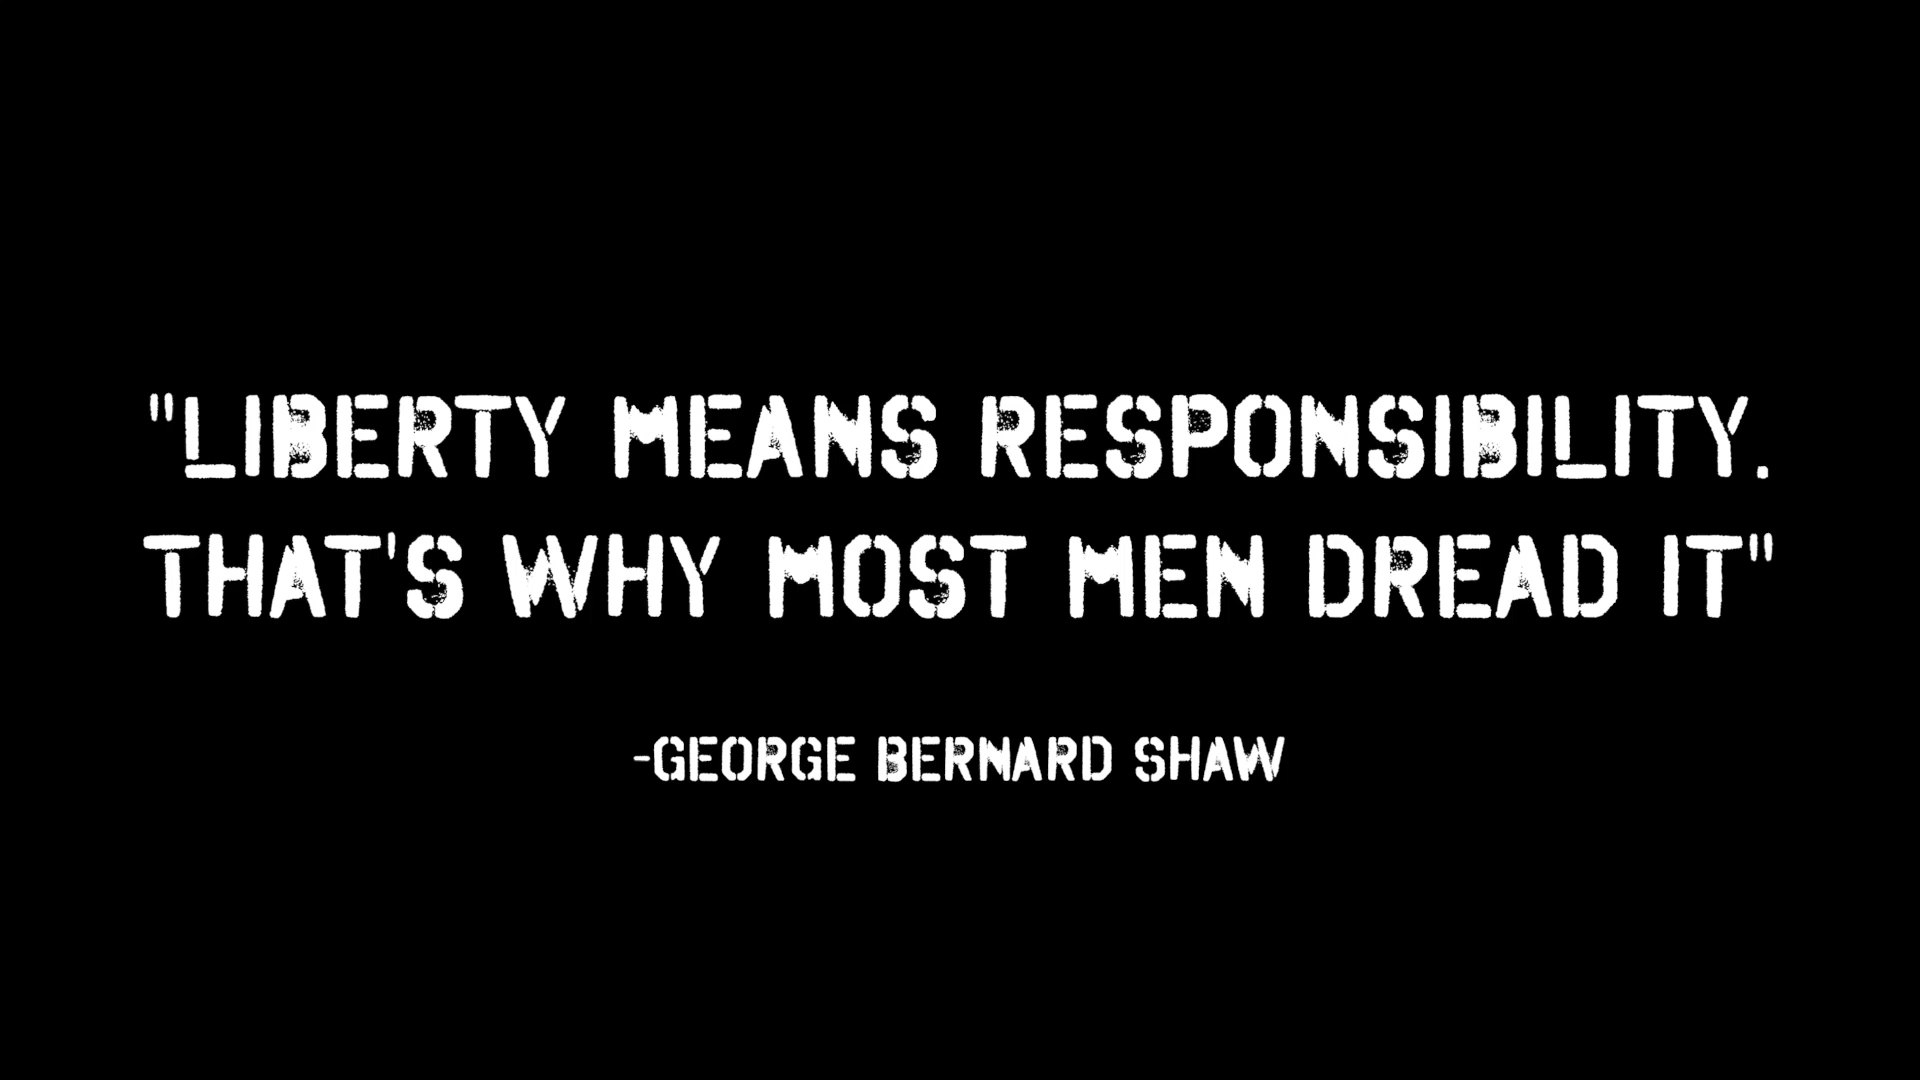 "LIBERTY MEANS RESPONSIBILITY.
THAT'S WHY MOST MEN DREAD IT"
-GEORGE BERNARD SHAW